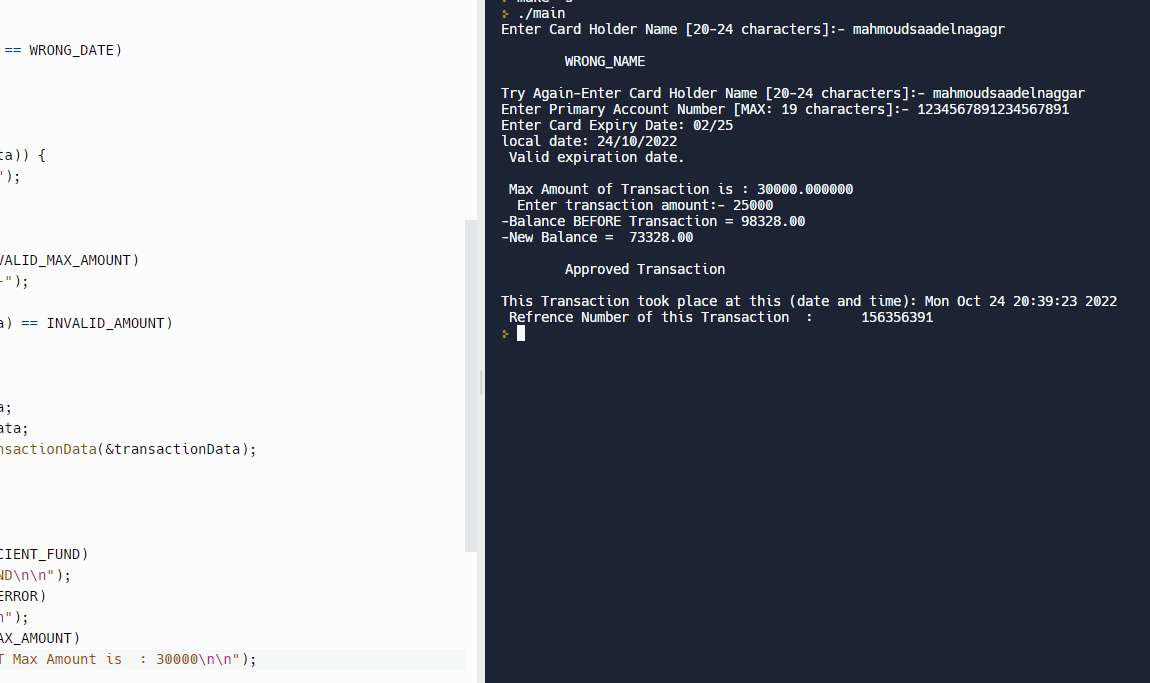 == WRONG_DATE)
ta)) {
");
VALID_MAX_AMOUNT)
-");
a) == INVALID_AMOUNT)
a;
ata;
nsactionData(&transactionData);
CIENT_FUND)
ND\n\n");
ERROR)
n");
AX_AMOUNT)
T Max Amount is  : 30000\n\n");
make -s
./main
Enter Card Holder Name [20-24 characters]:- mahmoudsaadelnagagr
WRONG_NAME
Try Again-Enter Card Holder Name [20-24 characters]:- mahmoudsaadelnaggar
Enter Primary Account Number [MAX: 19 characters]:- 1234567891234567891
Enter Card Expiry Date: 02/25
local date: 24/10/2022
Valid expiration date.
Max Amount of Transaction is : 30000.000000
Enter transaction amount:- 25000
-Balance BEFORE Transaction = 98328.00
-New Balance =  73328.00
Approved Transaction
This Transaction took place at this (date and time): Mon Oct 24 20:39:23 2022
Refrence Number of this Transaction  :      156356391